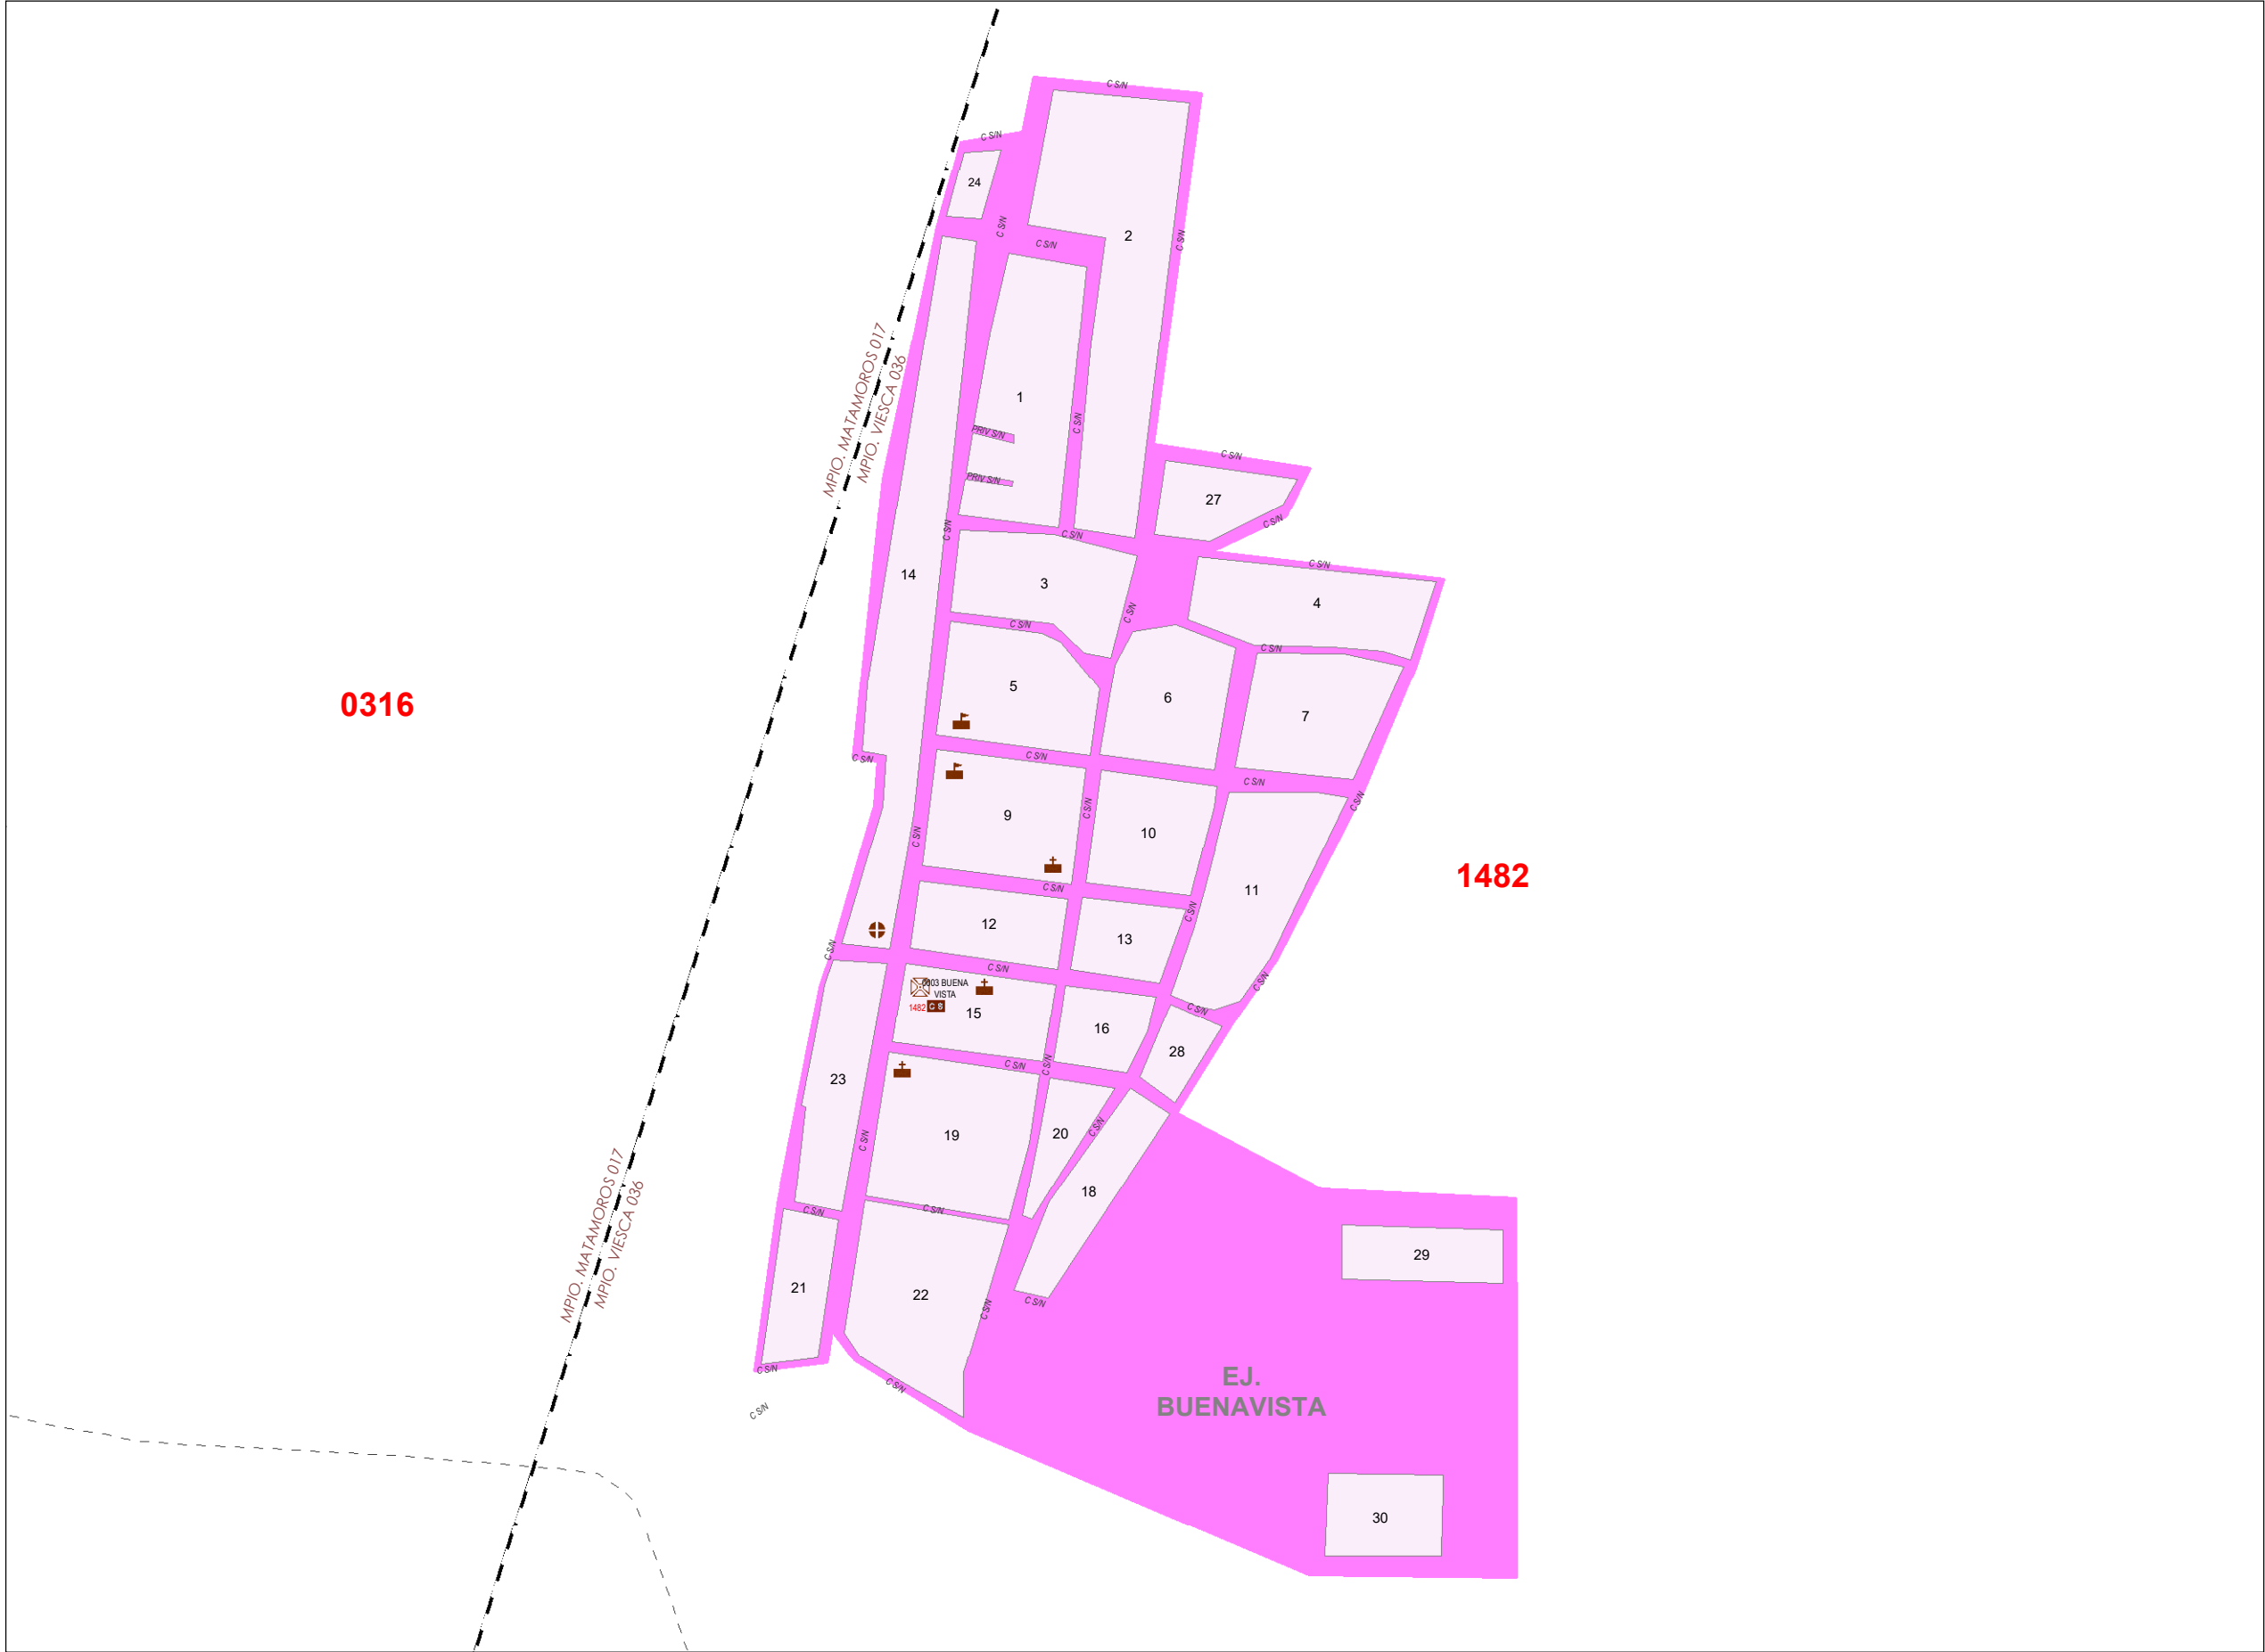 C S/N
C S/N
24
C S/N
2
C S/N
C S/N
MPIO. MATAMOROS 017
MPIO. VIESCA 036
1
C S/N
PRIV S/N
C S/N
PRIV S/N
27
C S/N
C S/N
C S/N
C S/N
14
3
4
C S/N
C S/N
C S/N
5
6
7
0316
C S/N
C S/N
C S/N
C S/N
9
C S/N
10
C S/N
1482
C S/N
11
12
C S/N
13
C S/N
C S/N
0003 BUENA
VISTA
1482
C S
15
C S/N
C S/N
16
28
C S/N
C S/N
23
19
C S/N
20
C S/N
MPIO. MATAMOROS 017
MPIO. VIESCA 036
18
C S/N
C S/N
29
21
22
C S/N
C S/N
C S/N
C S/N
C S/N
EJ.
BUENAVISTA
30